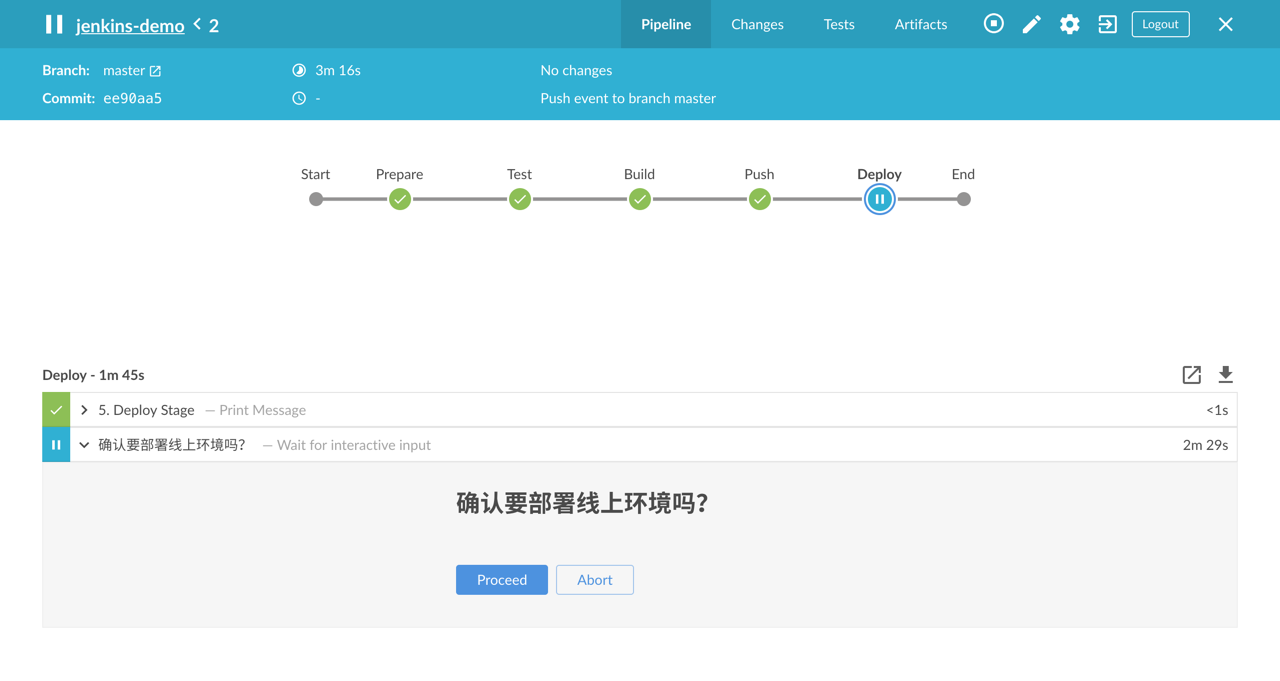 jenkins-demo < 2 Pipeline Changes Tests Artifacts Logout
Branch: master 3m 16s No changes
Commit: ee90aa5 - Push event to branch master
Start Prepare Test Build Push Deploy End
Deploy - 1m 45s
5. Deploy Stage — Print Message <1s
确认要部署线上环境吗? — Wait for interactive input 2m 29s
确认要部署线上环境吗?
Proceed Abort